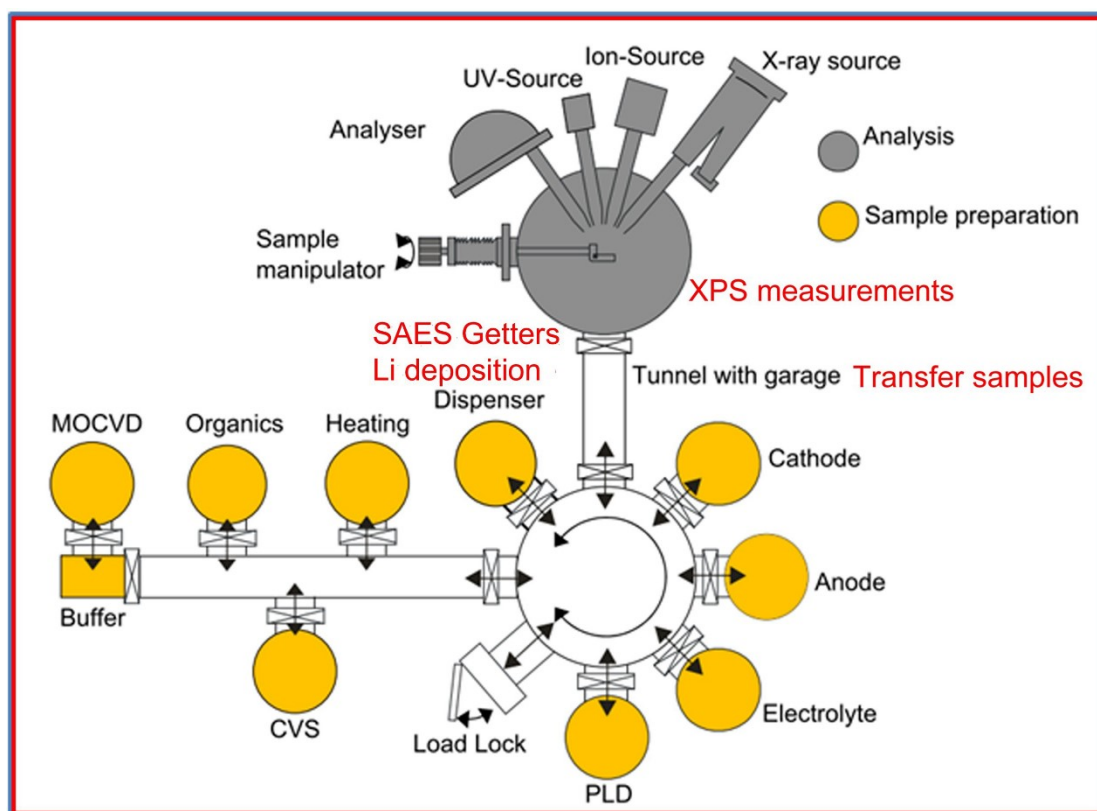 Ion-Source
X-ray source
UV-Source
Analyser
Analysis
Sample preparation
Sample
manipulator
XPS measurements
SAES Getters
Li deposition
Tunnel with garage
Transfer samples
Dispenser
MOCVD
Organics
Heating
Cathode
Anode
Buffer
CVS
Load Lock
Electrolyte
PLD